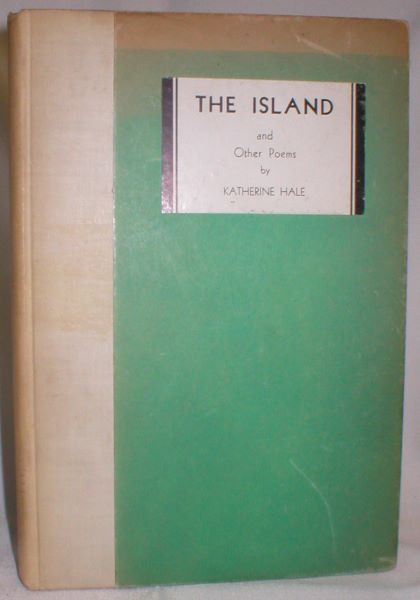 THE ISLAND
and
Other Poems
by
KATHERINE HALE